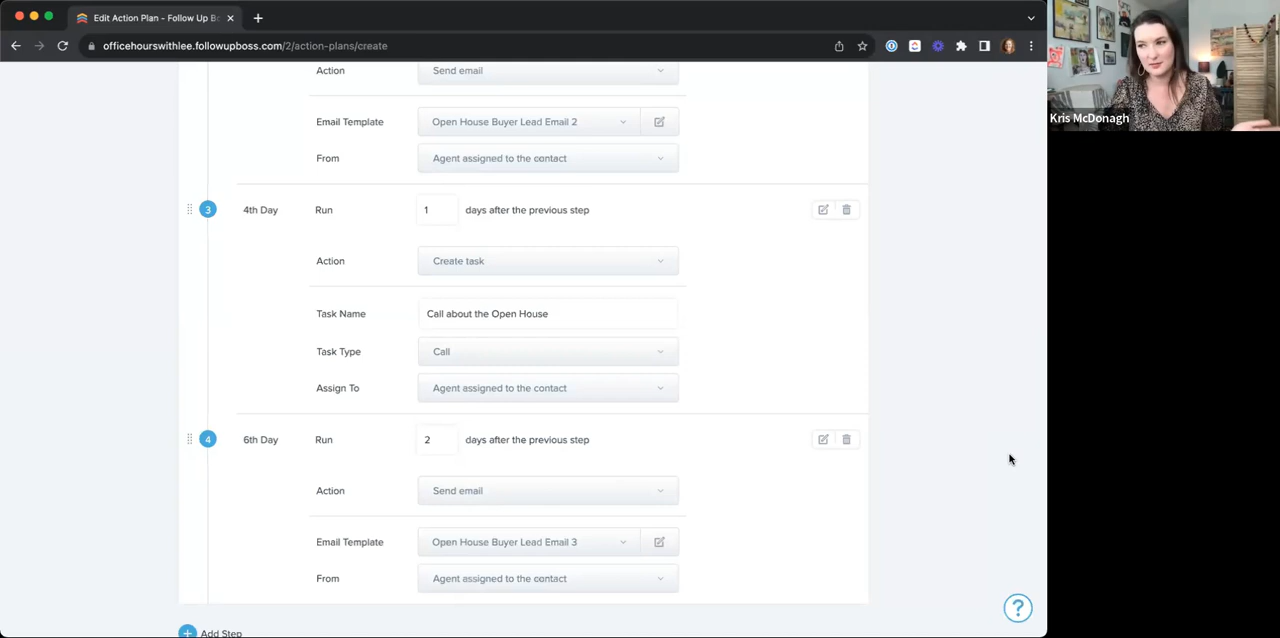 Edit Action Plan - Follow Up Bo
officehourswithlee.followupboss.com/2/action-plans/create
Kris McDonagh
Action Send email
Email Template Open House Buyer Lead Email 2
From Agent assigned to the contact
3 4th Day Run 1 days after the previous step
Action Create task
Task Name Call about the Open House
Task Type Call
Assign To Agent assigned to the contact
4 6th Day Run 2 days after the previous step
Action Send email
Email Template Open House Buyer Lead Email 3
From Agent assigned to the contact
?
+ Add Step